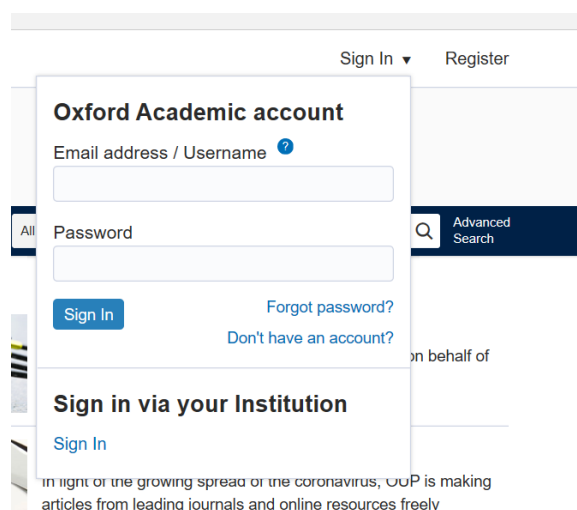 Sign In ▼ Register
Oxford Academic account
Email address / Username ?
All
Advanced
Search
Password
Sign In
Forgot password?
Don't have an account?
on behalf of
Sign in via your Institution
Sign In
In light of the growing spread of the coronavirus, OUP is making
articles from leading journals and online resources freely